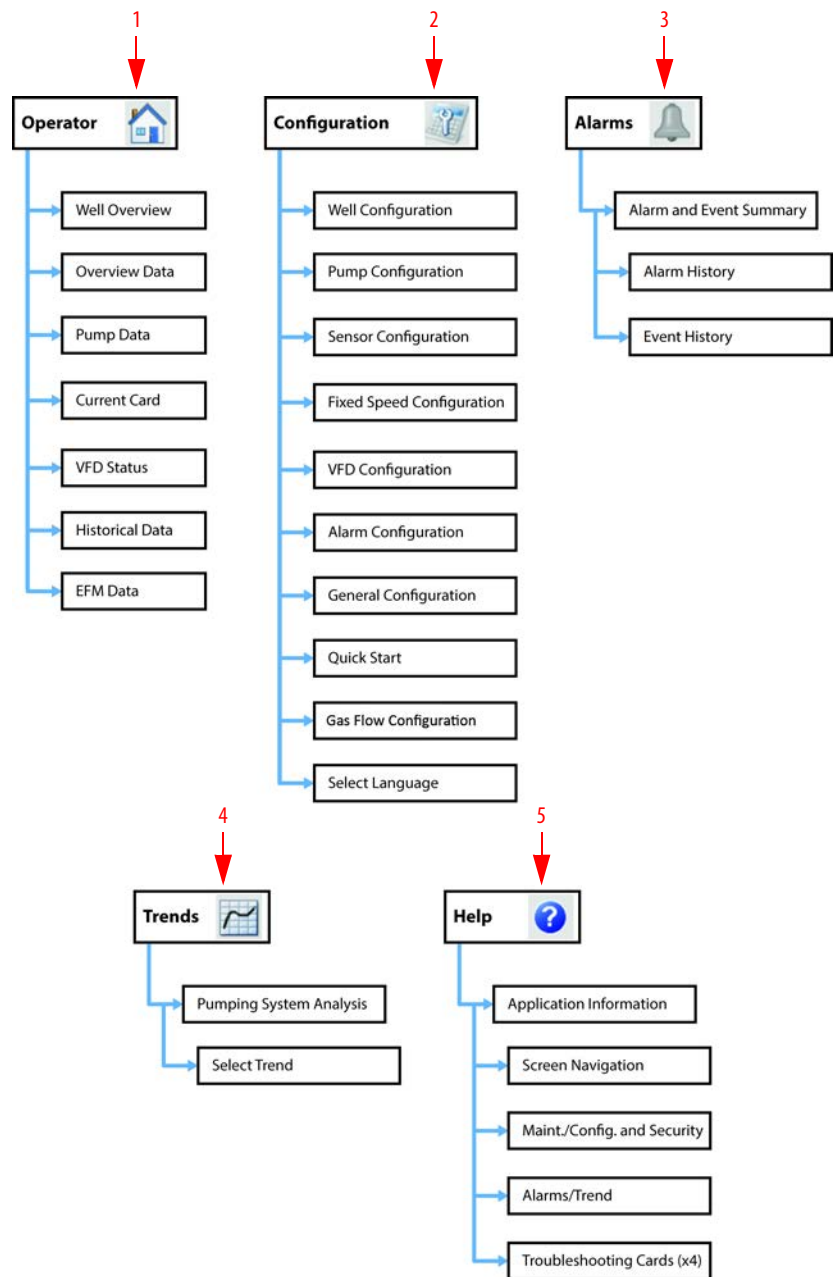 1
2
3
Operator
Configuration
Alarms
Well Overview
Overview Data
Pump Data
Current Card
VFD Status
Historical Data
EFM Data
Well Configuration
Pump Configuration
Sensor Configuration
Fixed Speed Configuration
VFD Configuration
Alarm Configuration
General Configuration
Quick Start
Gas Flow Configuration
Select Language
Alarm and Event Summary
Alarm History
Event History
4
5
Trends
Help
?
Pumping System Analysis
Select Trend
Application Information
Screen Navigation
Maint./Config. and Security
Alarms/Trend
Troubleshooting Cards (x4)